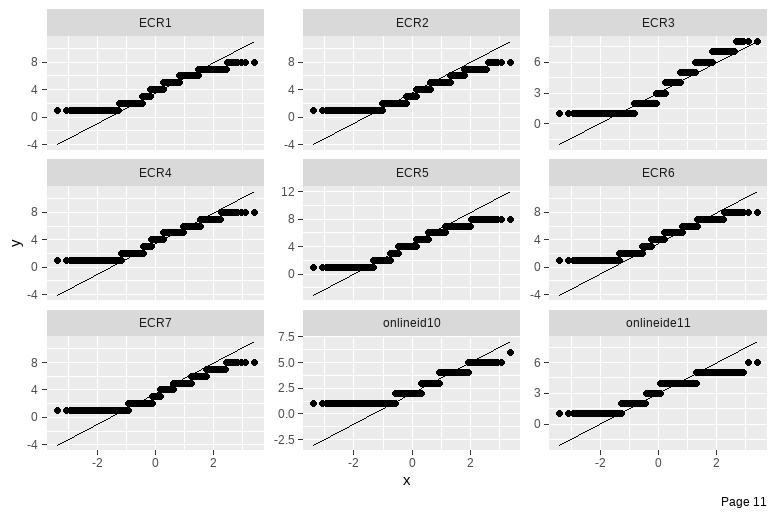 ECR1 ECR2 ECR3
8 8 6
4 4 3
0 0 0
-4 -4
ECR4 ECR5 ECR6
12
8 8 8
4 4 4
0 0 0
-4 -4
y
ECR7 onlineid10 onlineide11
7.5
8 5.0 6
4 2.5 3
0 0.0 0
-4 -2.5
-2 0 2 -2 0 2 -2 0 2
x
Page 11